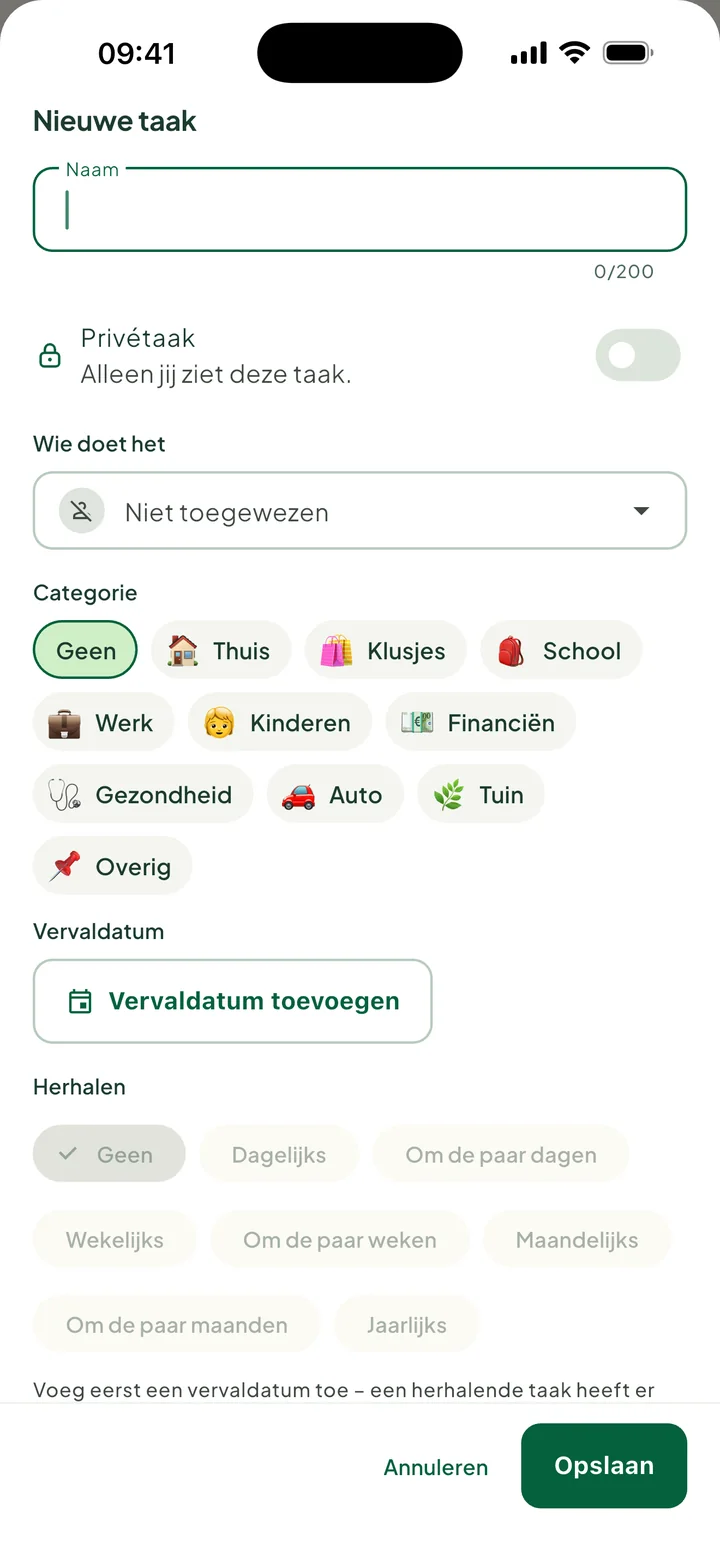 09:41
Nieuwe taak
Naam
0/200
Privétaak
Alleen jij ziet deze taak.
Wie doet het
Niet toegewezen
Categorie
Geen Thuis Klusjes School
Werk Kinderen Financiën
Gezondheid Auto Tuin
Overig
Vervaldatum
Vervaldatum toevoegen
Herhalen
Geen Dagelijks Om de paar dagen
Wekelijks Om de paar weken Maandelijks
Om de paar maanden Jaarlijks
Voeg eerst een vervaldatum toe – een herhalende taak heeft er
Annuleren Opslaan